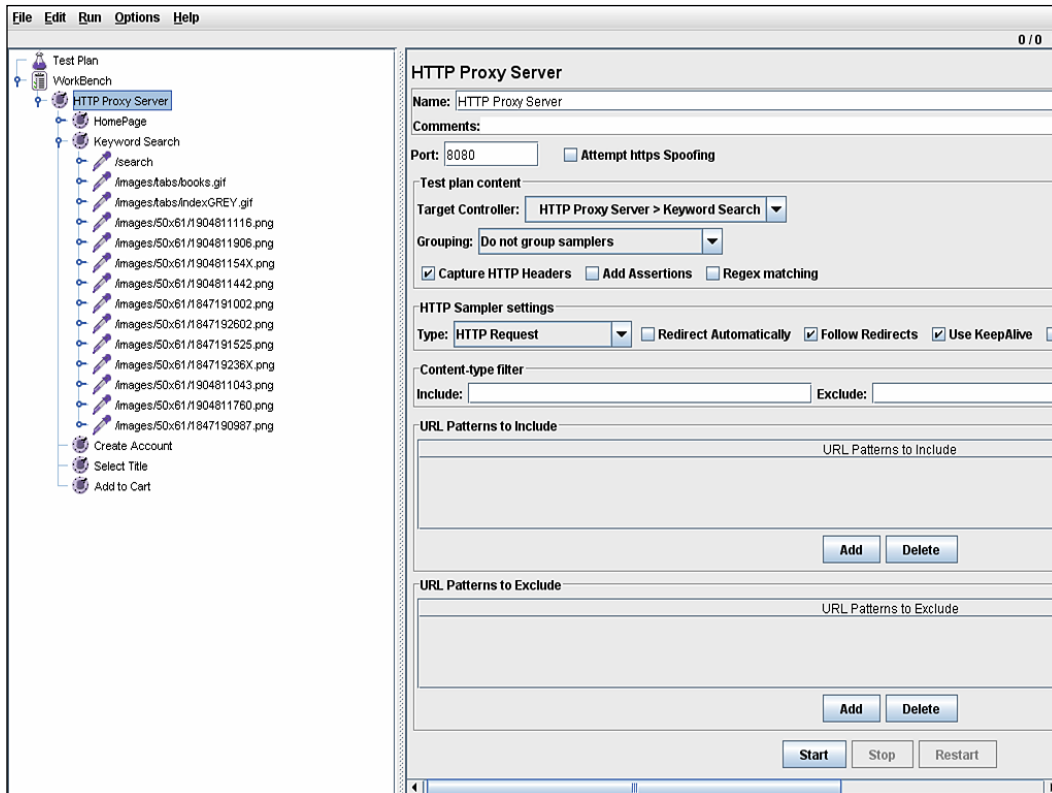 File Edit Run Options Help
0 / 0
Test Plan
WorkBench
HTTP Proxy Server
HomePage
Keyword Search
/search
/images/tabs/books.gif
/images/tabs/indexGREY.gif
/images/50x61/1904811116.png
/images/50x61/1904811906.png
/images/50x61/190481154X.png
/images/50x61/1904811442.png
/images/50x61/1847191002.png
/images/50x61/1847192602.png
/images/50x61/1847191525.png
/images/50x61/184719236X.png
/images/50x61/1904811043.png
/images/50x61/1904811760.png
/images/50x61/1847190987.png
Create Account
Select Title
Add to Cart
HTTP Proxy Server
Name: HTTP Proxy Server
Comments:
Port: 8080 Attempt https Spoofing
Test plan content
Target Controller: HTTP Proxy Server > Keyword Search
Grouping: Do not group samplers
Capture HTTP Headers Add Assertions Regex matching
HTTP Sampler settings
Type: HTTP Request Redirect Automatically Follow Redirects Use KeepAlive
Content-type filter
Include: Exclude:
URL Patterns to Include
URL Patterns to Include
Add Delete
URL Patterns to Exclude
URL Patterns to Exclude
Add Delete
Start Stop Restart